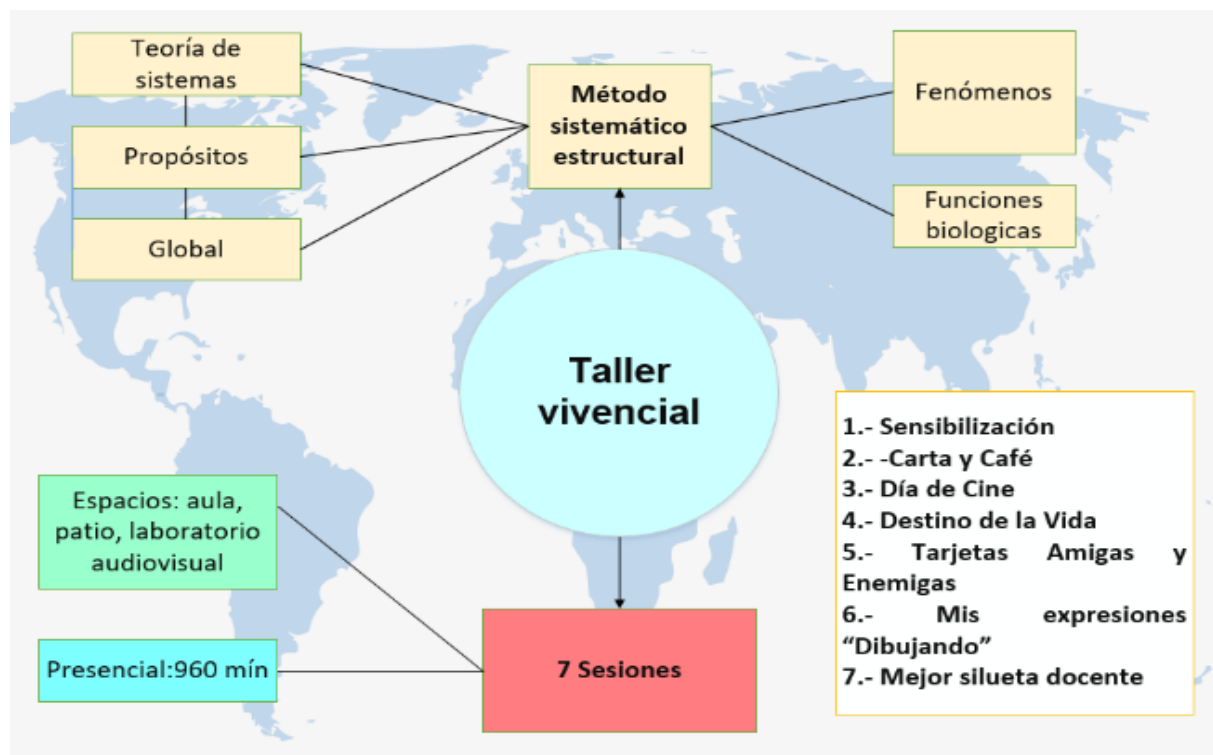 Teoría de
sistemas
Propósitos
Global
Método
sistemático
estructural
Fenómenos
Funciones
biologicas
Taller
vivencial
Espacios: aula,
patio, laboratorio
audiovisual
Presencial:960 mín
7 Sesiones
1.- Sensibilización
2.- -Carta y Café
3.- Día de Cine
4.- Destino de la Vida
5.- Tarjetas Amigas y
Enemigas
6.- Mis expresiones
“Dibujando”
7.- Mejor silueta docente